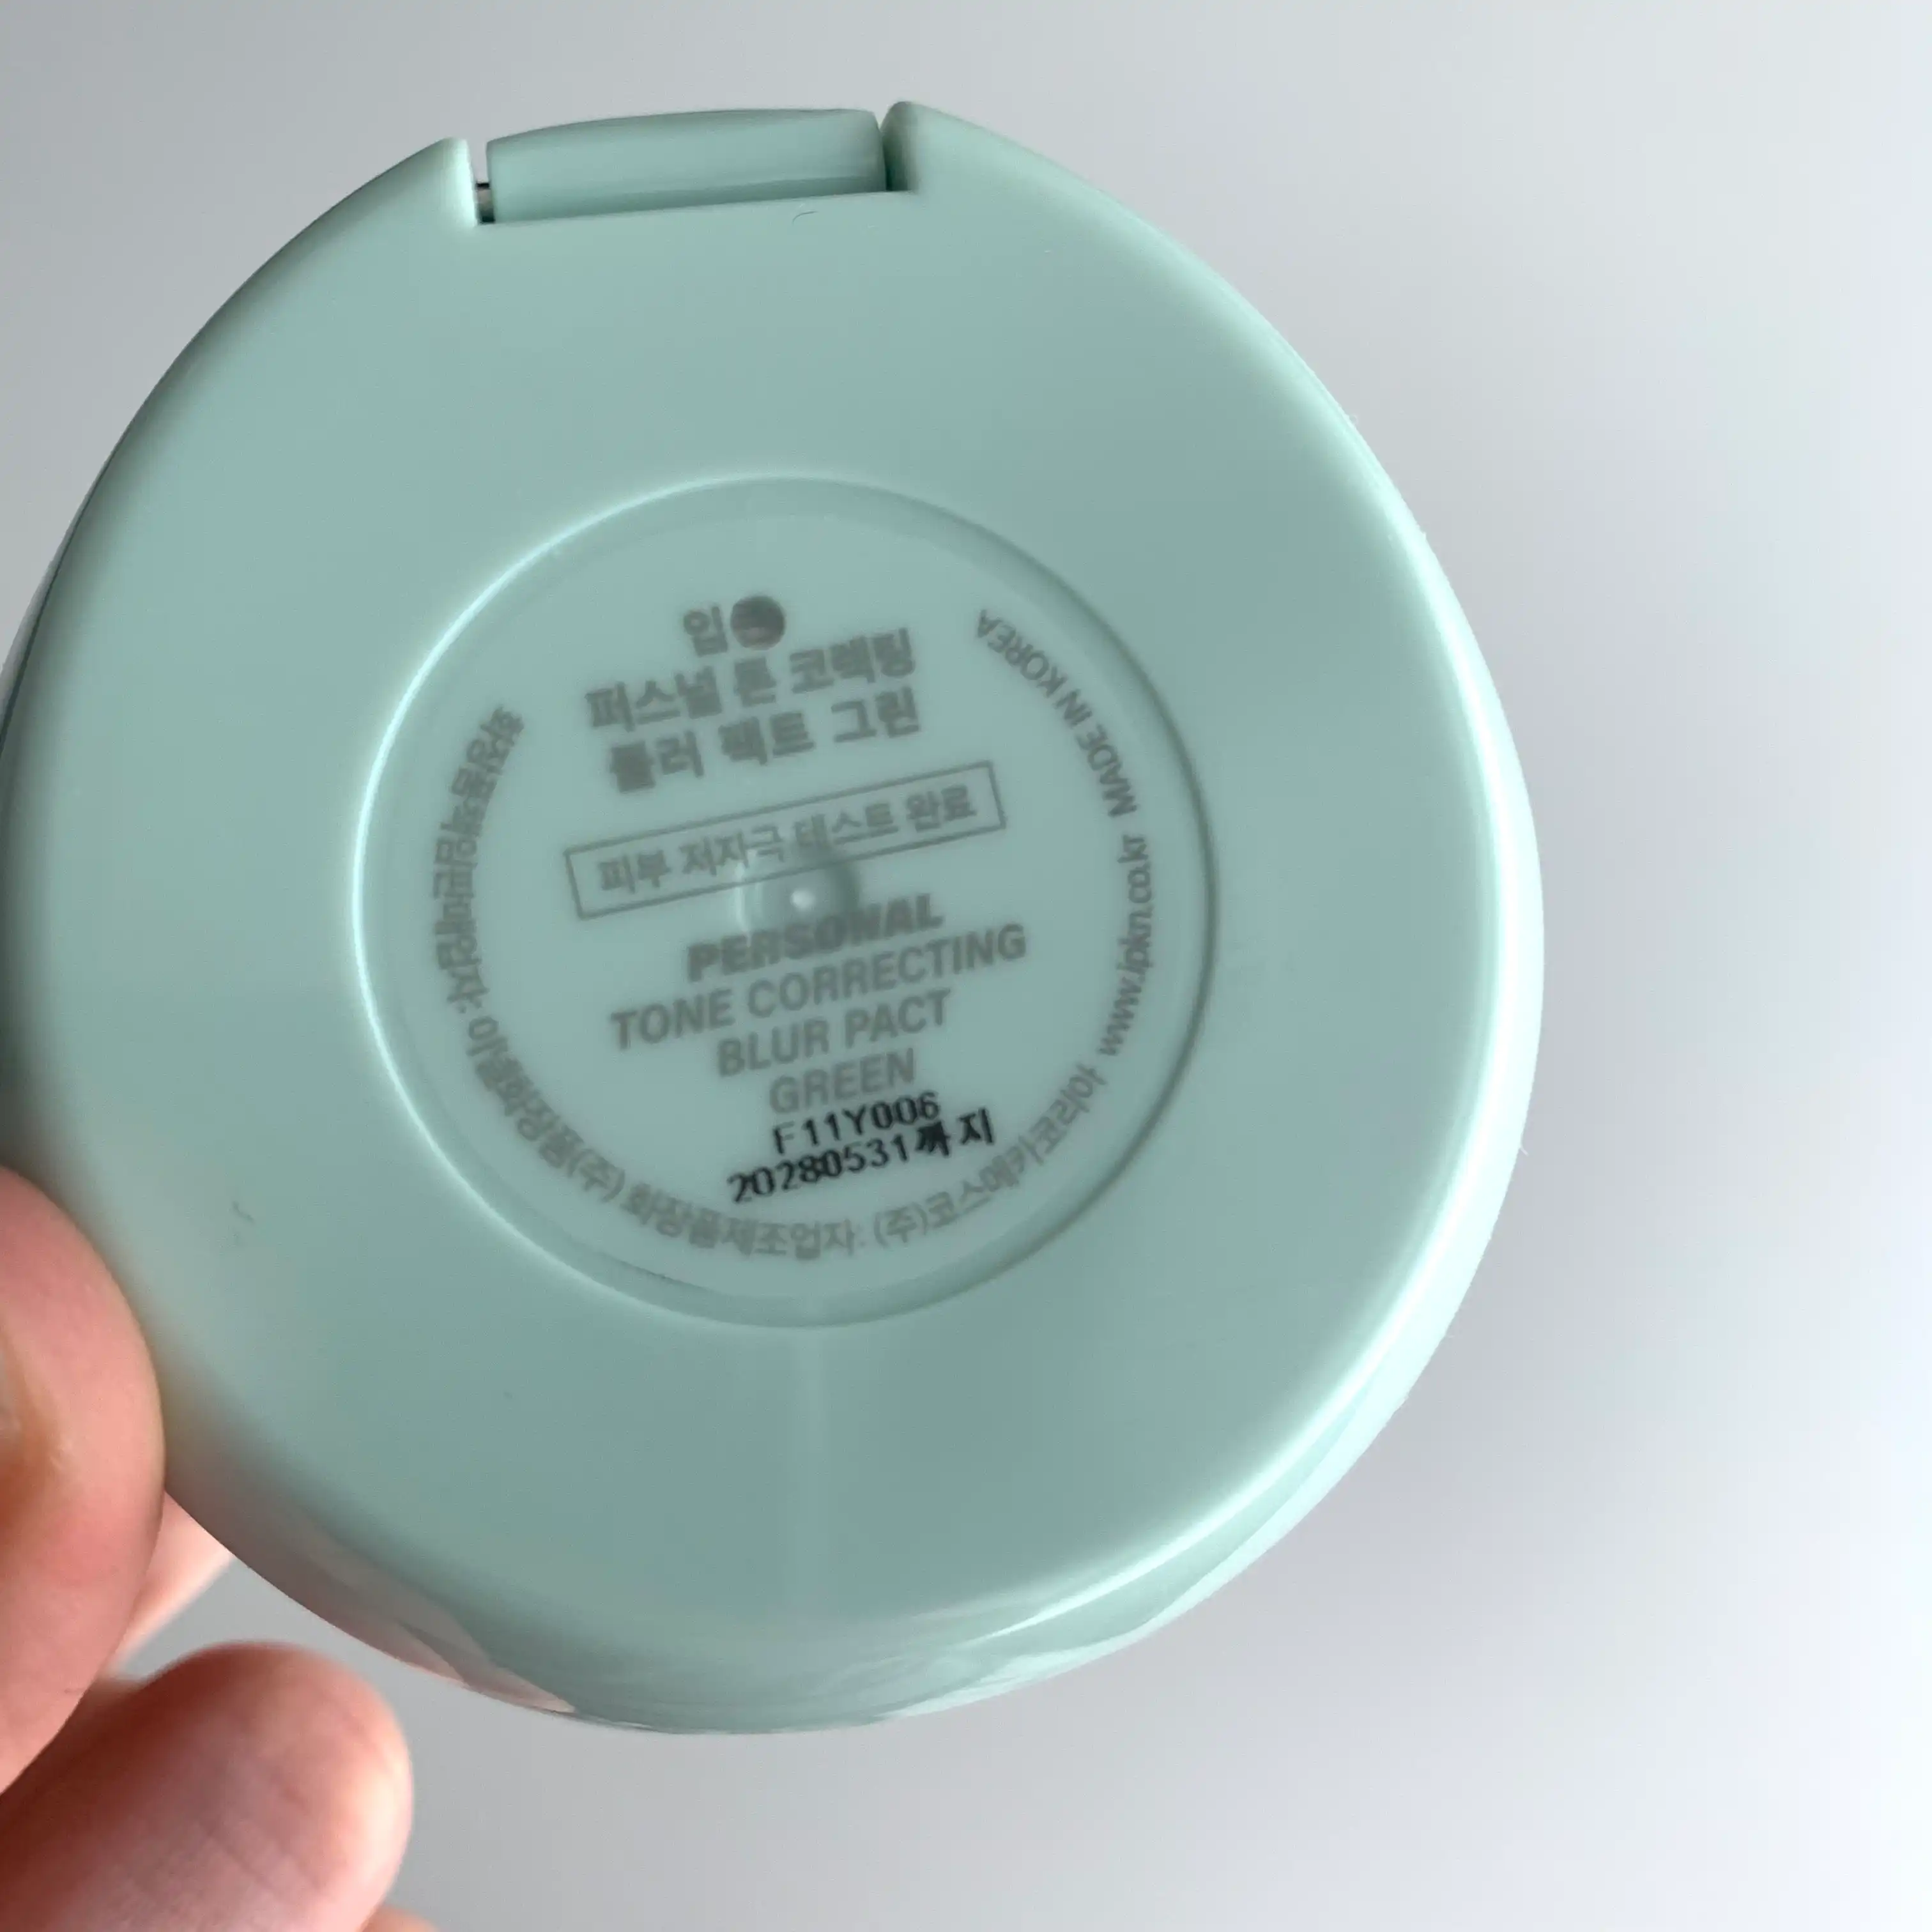 입
퍼스널 톤 코렉팅
블러 팩트 그린
피부 저자극 테스트 완료
PERSONAL
TONE CORRECTING
BLUR PACT
GREEN
F11Y006
20280531까지
화장품제조업자: (주)코스메카코리아 www.ipkn.co.kr MADE IN KOREA